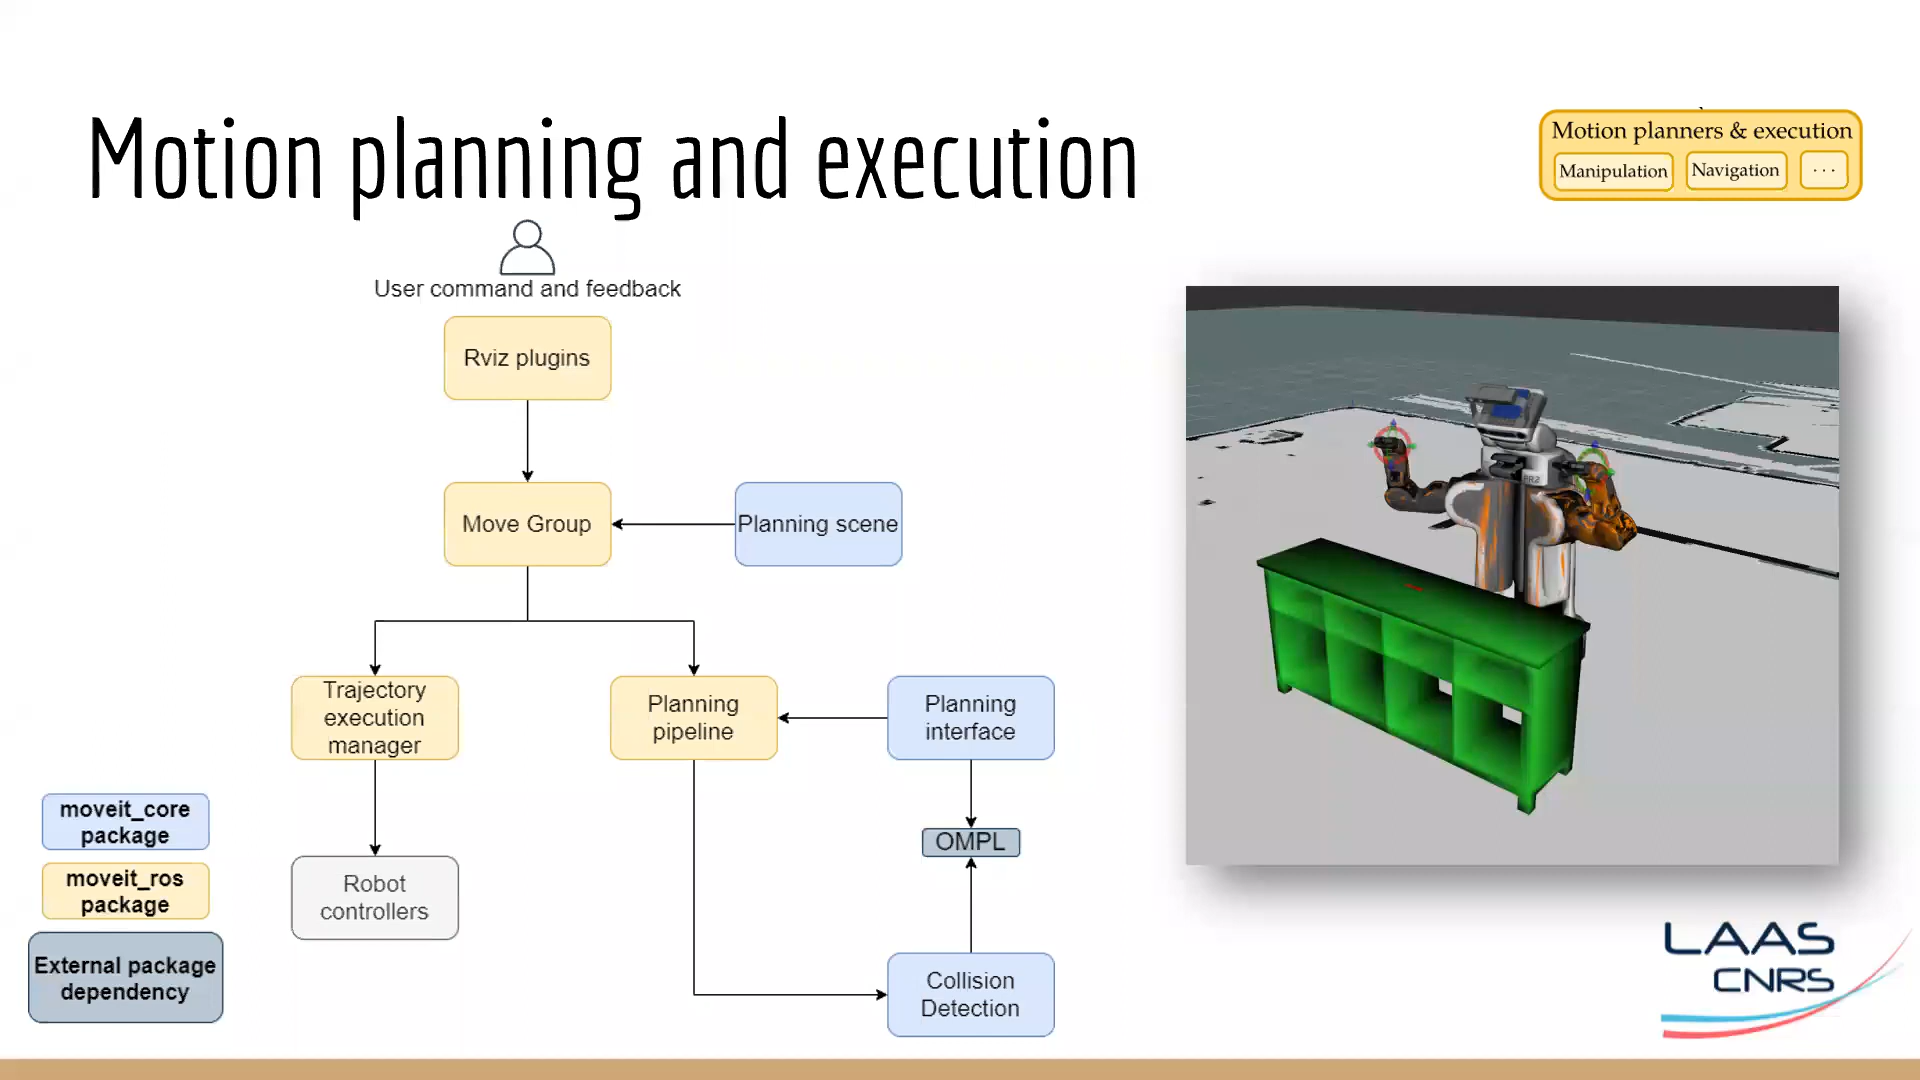 Motion planning and execution
Motion planners & execution
Manipulation
Navigation
...
User command and feedback
Rviz plugins
Move Group
Planning scene
Trajectory
execution
manager
Planning
pipeline
Planning
interface
OMPL
Robot
controllers
Collision
Detection
moveit_core
package
moveit_ros
package
External package
dependency
PR2
LAAS
CNRS